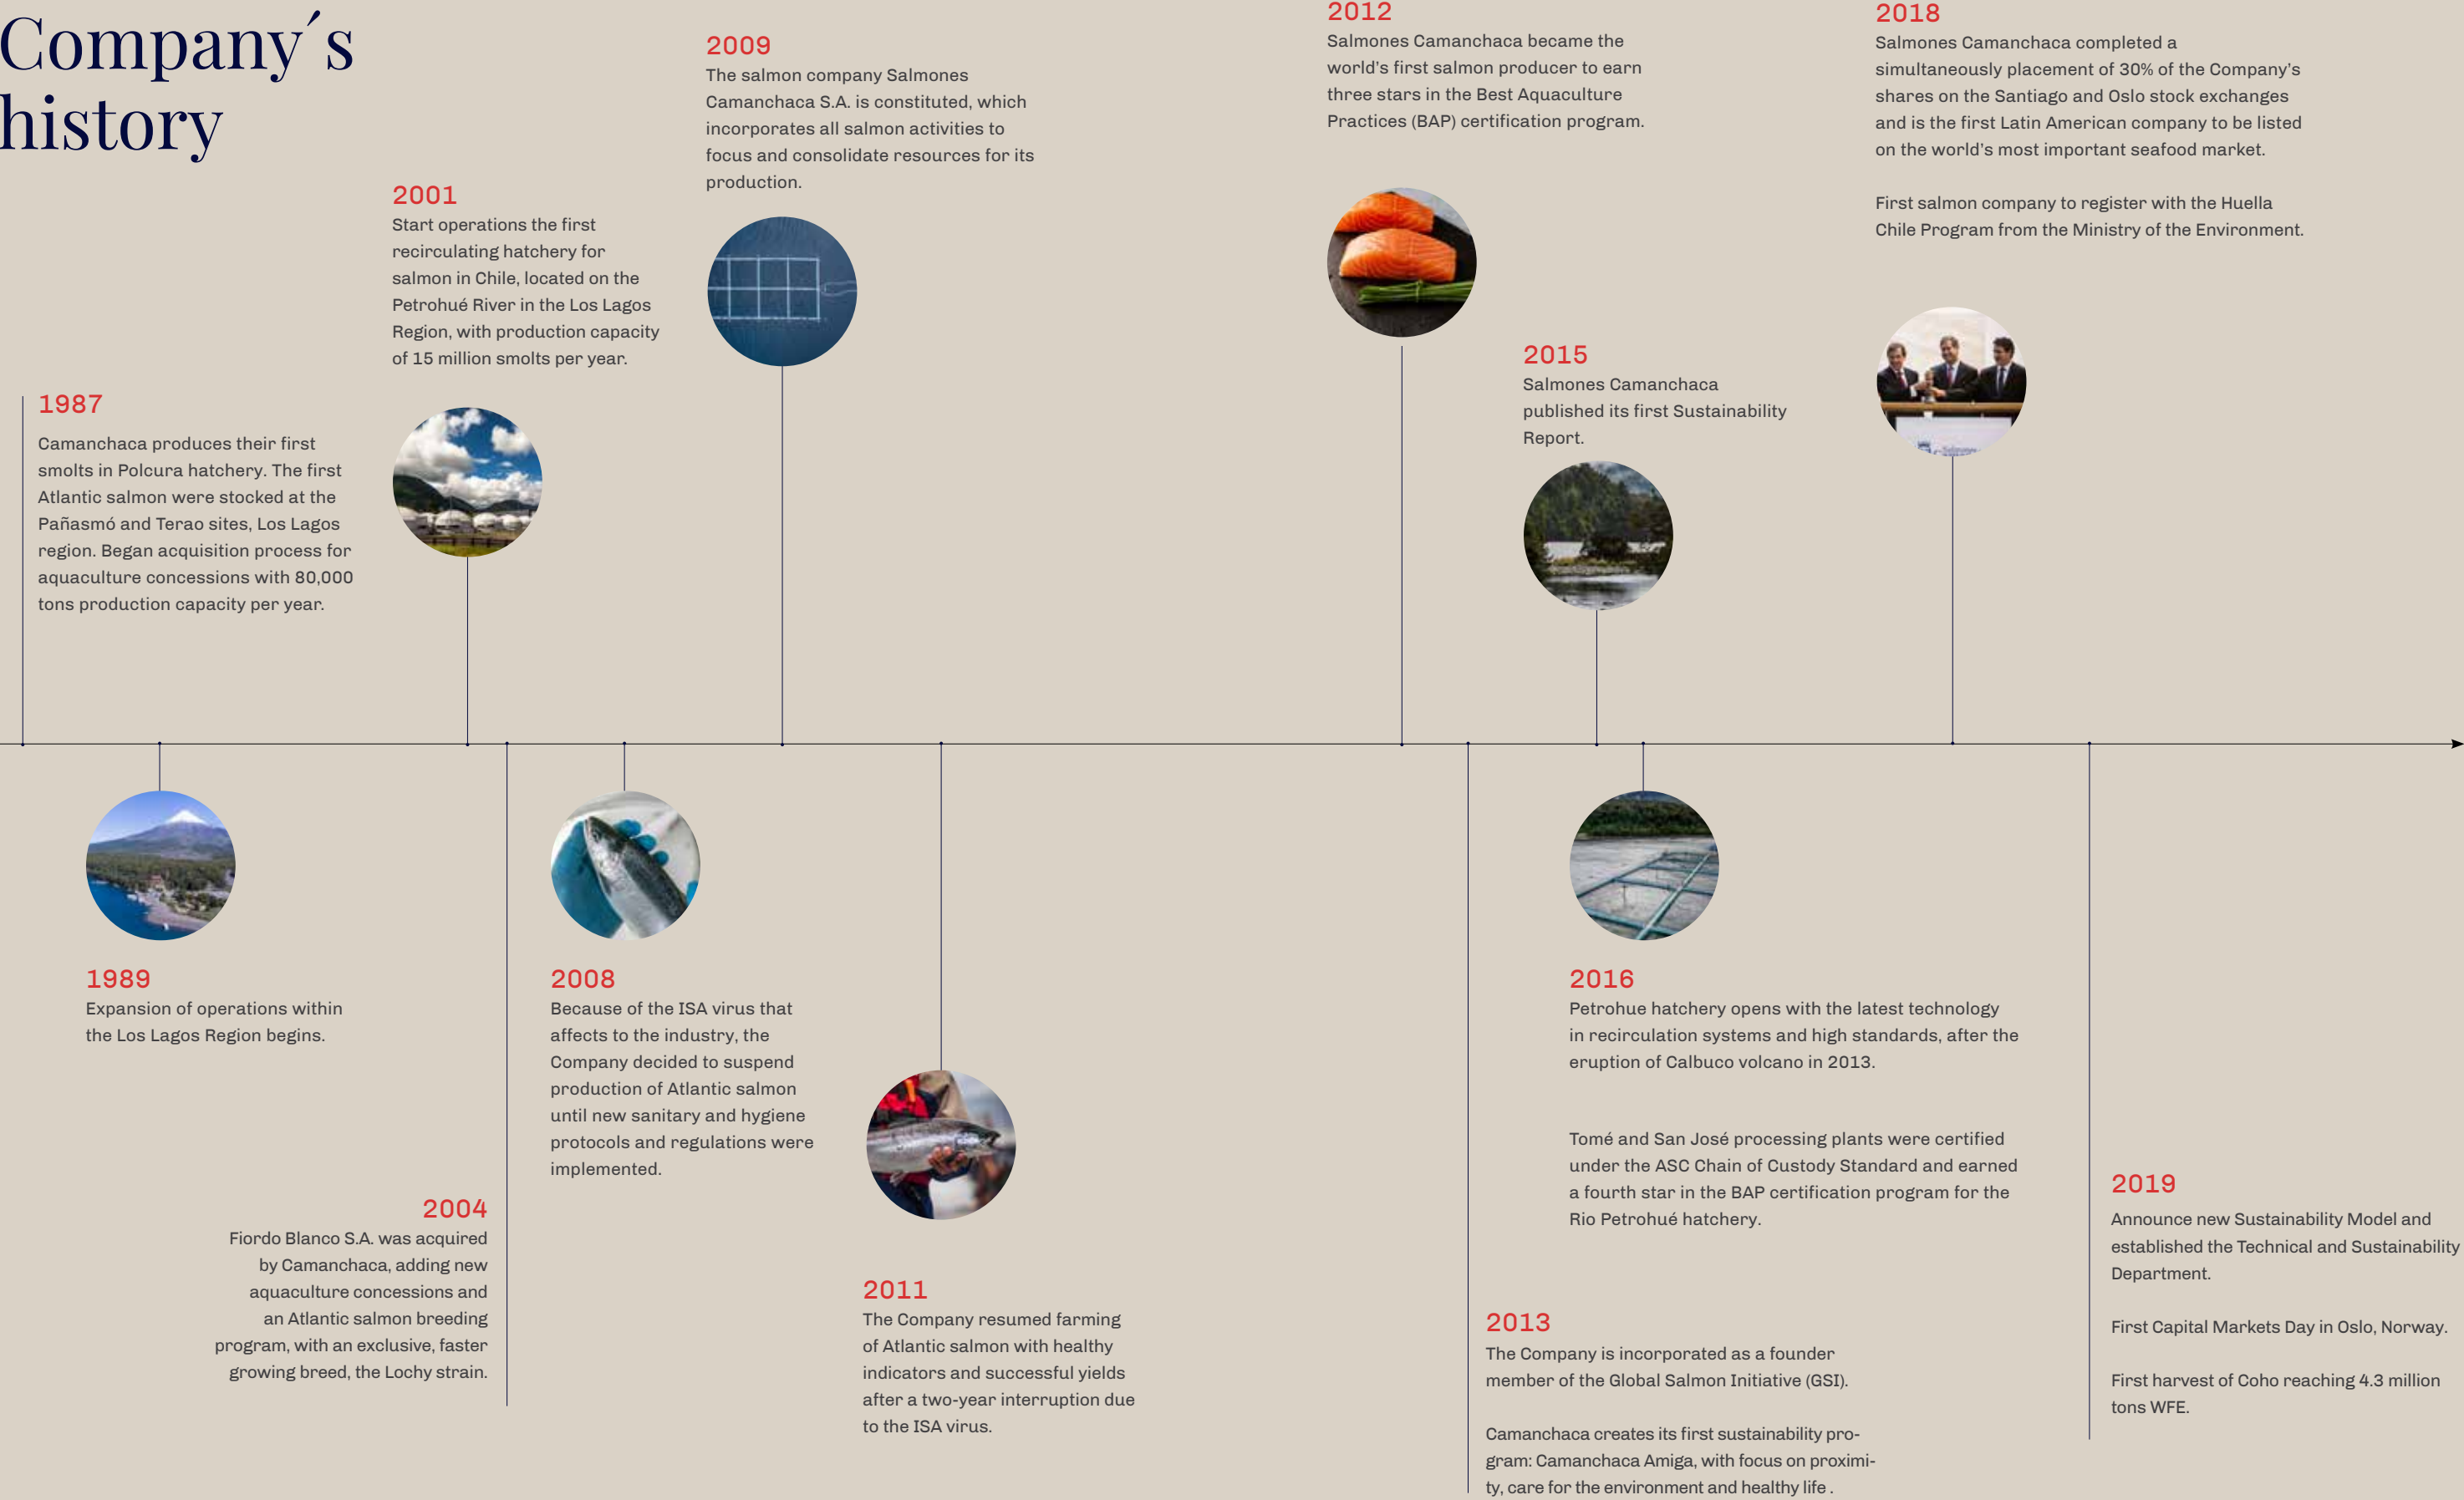 Company´s
history
1987
Camanchaca produces their first
smolts in Polcura hatchery. The first
Atlantic salmon were stocked at the
Pañasmó and Terao sites, Los Lagos
region. Began acquisition process for
aquaculture concessions with 80,000
tons production capacity per year.
1989
Expansion of operations within
the Los Lagos Region begins.
2001
Start operations the first
recirculating hatchery for
salmon in Chile, located on the
Petrohué River in the Los Lagos
Region, with production capacity
of 15 million smolts per year.
2004
Fiordo Blanco S.A. was acquired
by Camanchaca, adding new
aquaculture concessions and
an Atlantic salmon breeding
program, with an exclusive, faster
growing breed, the Lochy strain.
2008
Because of the ISA virus that
affects to the industry, the
Company decided to suspend
production of Atlantic salmon
until new sanitary and hygiene
protocols and regulations were
implemented.
2009
The salmon company Salmones
Camanchaca S.A. is constituted, which
incorporates all salmon activities to
focus and consolidate resources for its
production.
2011
The Company resumed farming
of Atlantic salmon with healthy
indicators and successful yields
after a two-year interruption due
to the ISA virus.
2012
Salmones Camanchaca became the
world's first salmon producer to earn
three stars in the Best Aquaculture
Practices (BAP) certification program.
2013
The Company is incorporated as a founder
member of the Global Salmon Initiative (GSI).
Camanchaca creates its first sustainability pro-
gram: Camanchaca Amiga, with focus on proximi-
ty, care for the environment and healthy life .
2015
Salmones Camanchaca
published its first Sustainability
Report.
2016
Petrohue hatchery opens with the latest technology
in recirculation systems and high standards, after the
eruption of Calbuco volcano in 2013.
Tomé and San José processing plants were certified
under the ASC Chain of Custody Standard and earned
a fourth star in the BAP certification program for the
Rio Petrohué hatchery.
2018
Salmones Camanchaca completed a
simultaneously placement of 30% of the Company's
shares on the Santiago and Oslo stock exchanges
and is the first Latin American company to be listed
on the world's most important seafood market.
First salmon company to register with the Huella
Chile Program from the Ministry of the Environment.
2019
Announce new Sustainability Model and
established the Technical and Sustainability
Department.
First Capital Markets Day in Oslo, Norway.
First harvest of Coho reaching 4.3 million
tons WFE.